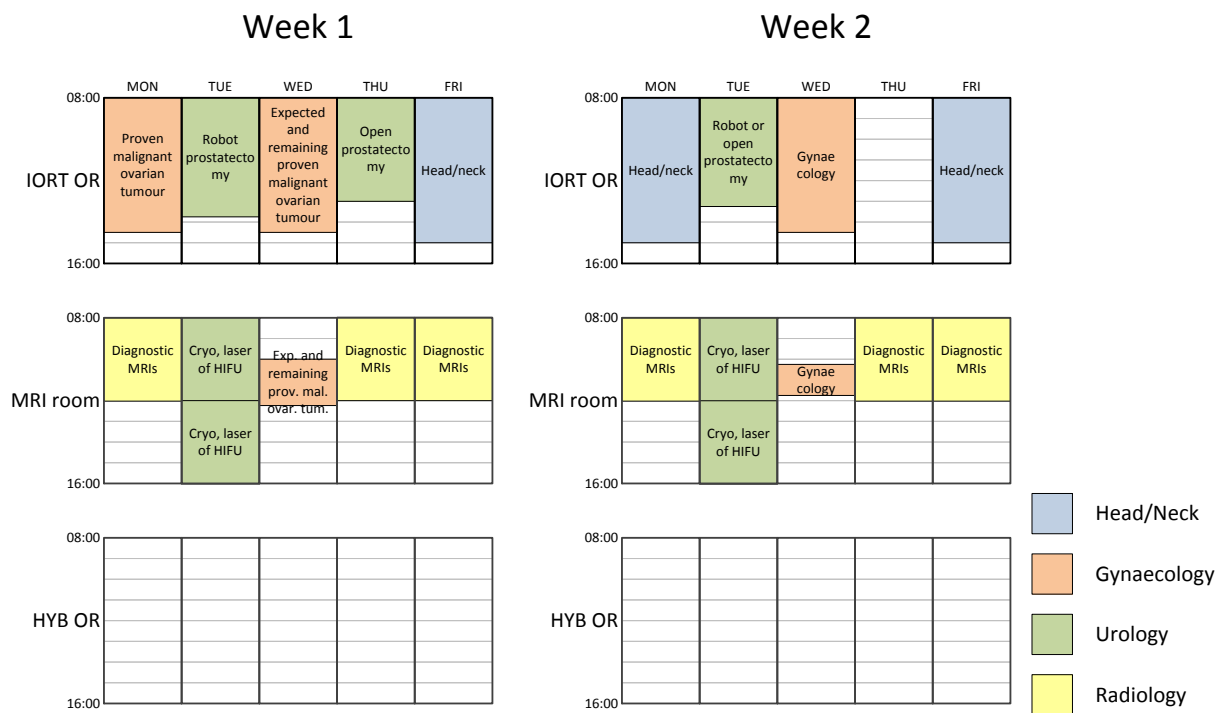 Week 1
Week 2
MON TUE WED THU FRI
MON TUE WED THU FRI
08:00
IORT OR
16:00
Proven
malignant
ovarian
tumour
Robot
prostatecto
my
Expected
and
remaining
proven
malignant
ovarian
tumour
Open
prostatecto
my
Head/neck
08:00
IORT OR
16:00
Head/neck
Robot or
open
prostatecto
my
Gynae
cology
Head/neck
08:00
MRI room
16:00
Diagnostic
MRIs
Cryo, laser
of HIFU
Cryo, laser
of HIFU
Exp. and
remaining
prov. mal.
ovar. tum.
Diagnostic
MRIs
Diagnostic
MRIs
08:00
MRI room
16:00
Diagnostic
MRIs
Cryo, laser
of HIFU
Cryo, laser
of HIFU
Gynae
cology
Diagnostic
MRIs
Diagnostic
MRIs
08:00
HYB OR
16:00
08:00
HYB OR
16:00
Head/Neck
Gynaecology
Urology
Radiology